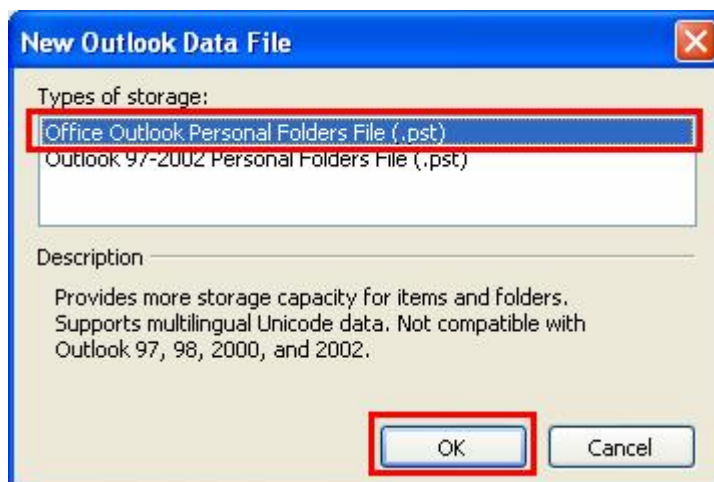 New Outlook Data File
Types of storage:
Office Outlook Personal Folders File (.pst)
Outlook 97-2002 Personal Folders File (.pst)
Description
Provides more storage capacity for items and folders.
Supports multilingual Unicode data. Not compatible with
Outlook 97, 98, 2000, and 2002.
OK Cancel